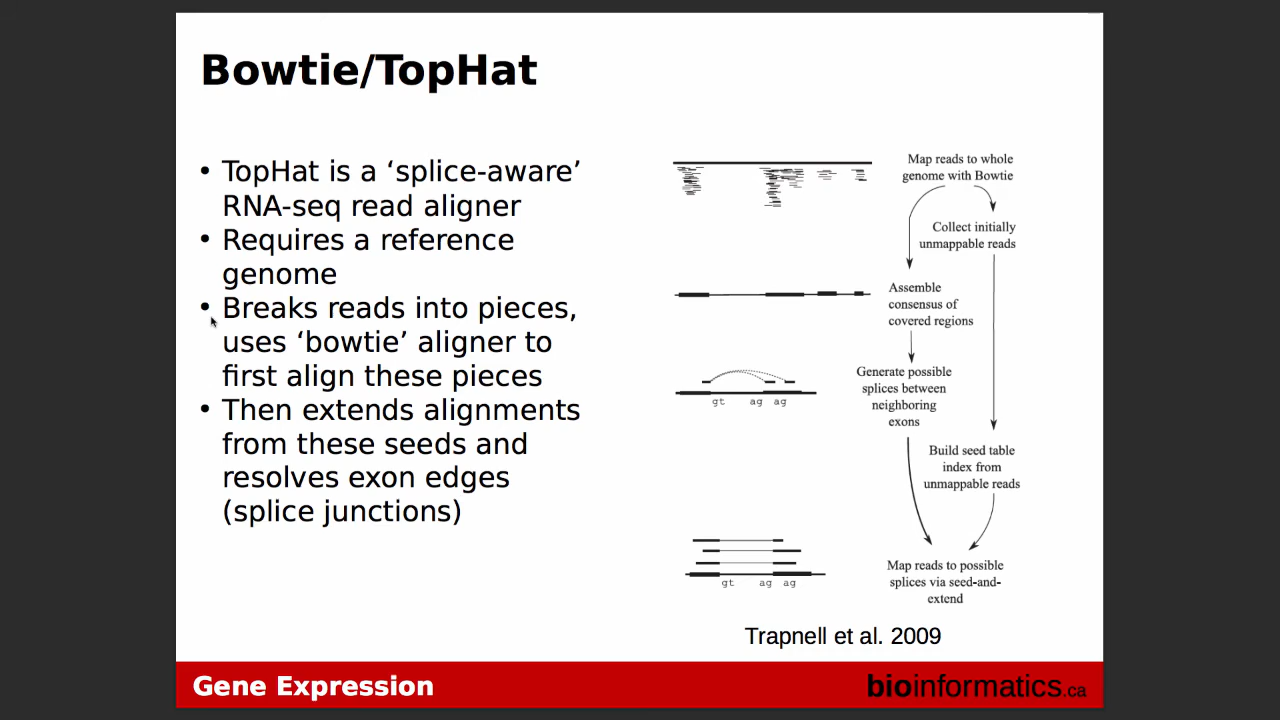 Bowtie/TopHat
• TopHat is a ‘splice-aware’
RNA-seq read aligner
• Requires a reference
genome
• Breaks reads into pieces,
uses ‘bowtie’ aligner to
first align these pieces
• Then extends alignments
from these seeds and
resolves exon edges
(splice junctions)
Map reads to whole
genome with Bowtie
Collect initially
unmappable reads
Assemble
consensus of
covered regions
Generate possible
splices between
neighboring
exons
gt ag ag
Build seed table
index from
unmappable reads
Map reads to possible
splices via seed-and-
extend
gt ag ag
Trapnell et al. 2009
Gene Expression
bioinformatics.ca